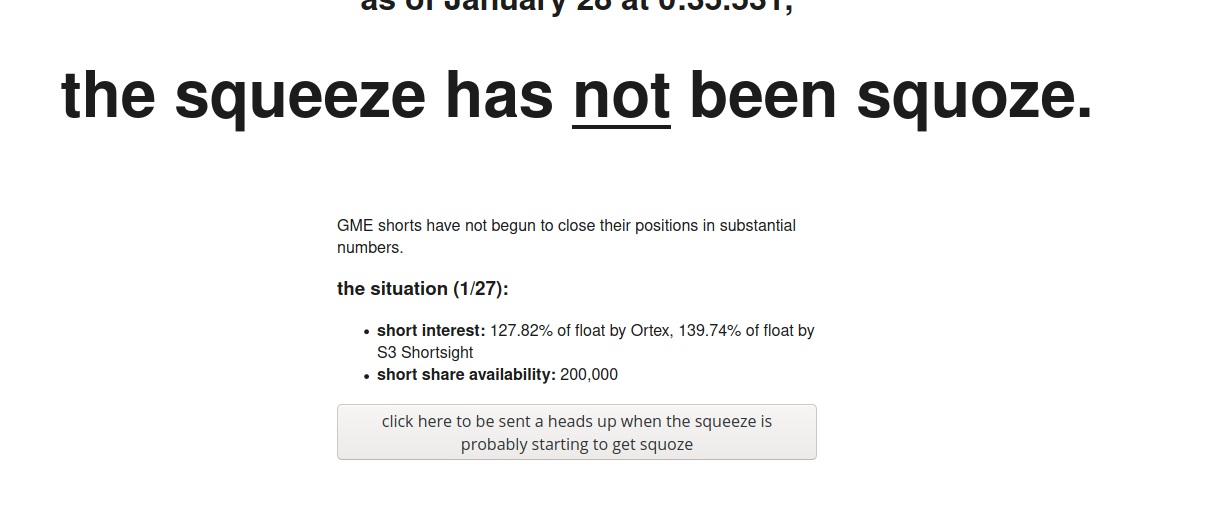 as of January 28 at 0:35:531,
the squeeze has not been squoze.
GME shorts have not begun to close their positions in substantial
numbers.
the situation (1/27):
• short interest: 127.82% of float by Ortex, 139.74% of float by
S3 Shortsight
• short share availability: 200,000
click here to be sent a heads up when the squeeze is
probably starting to get squoze